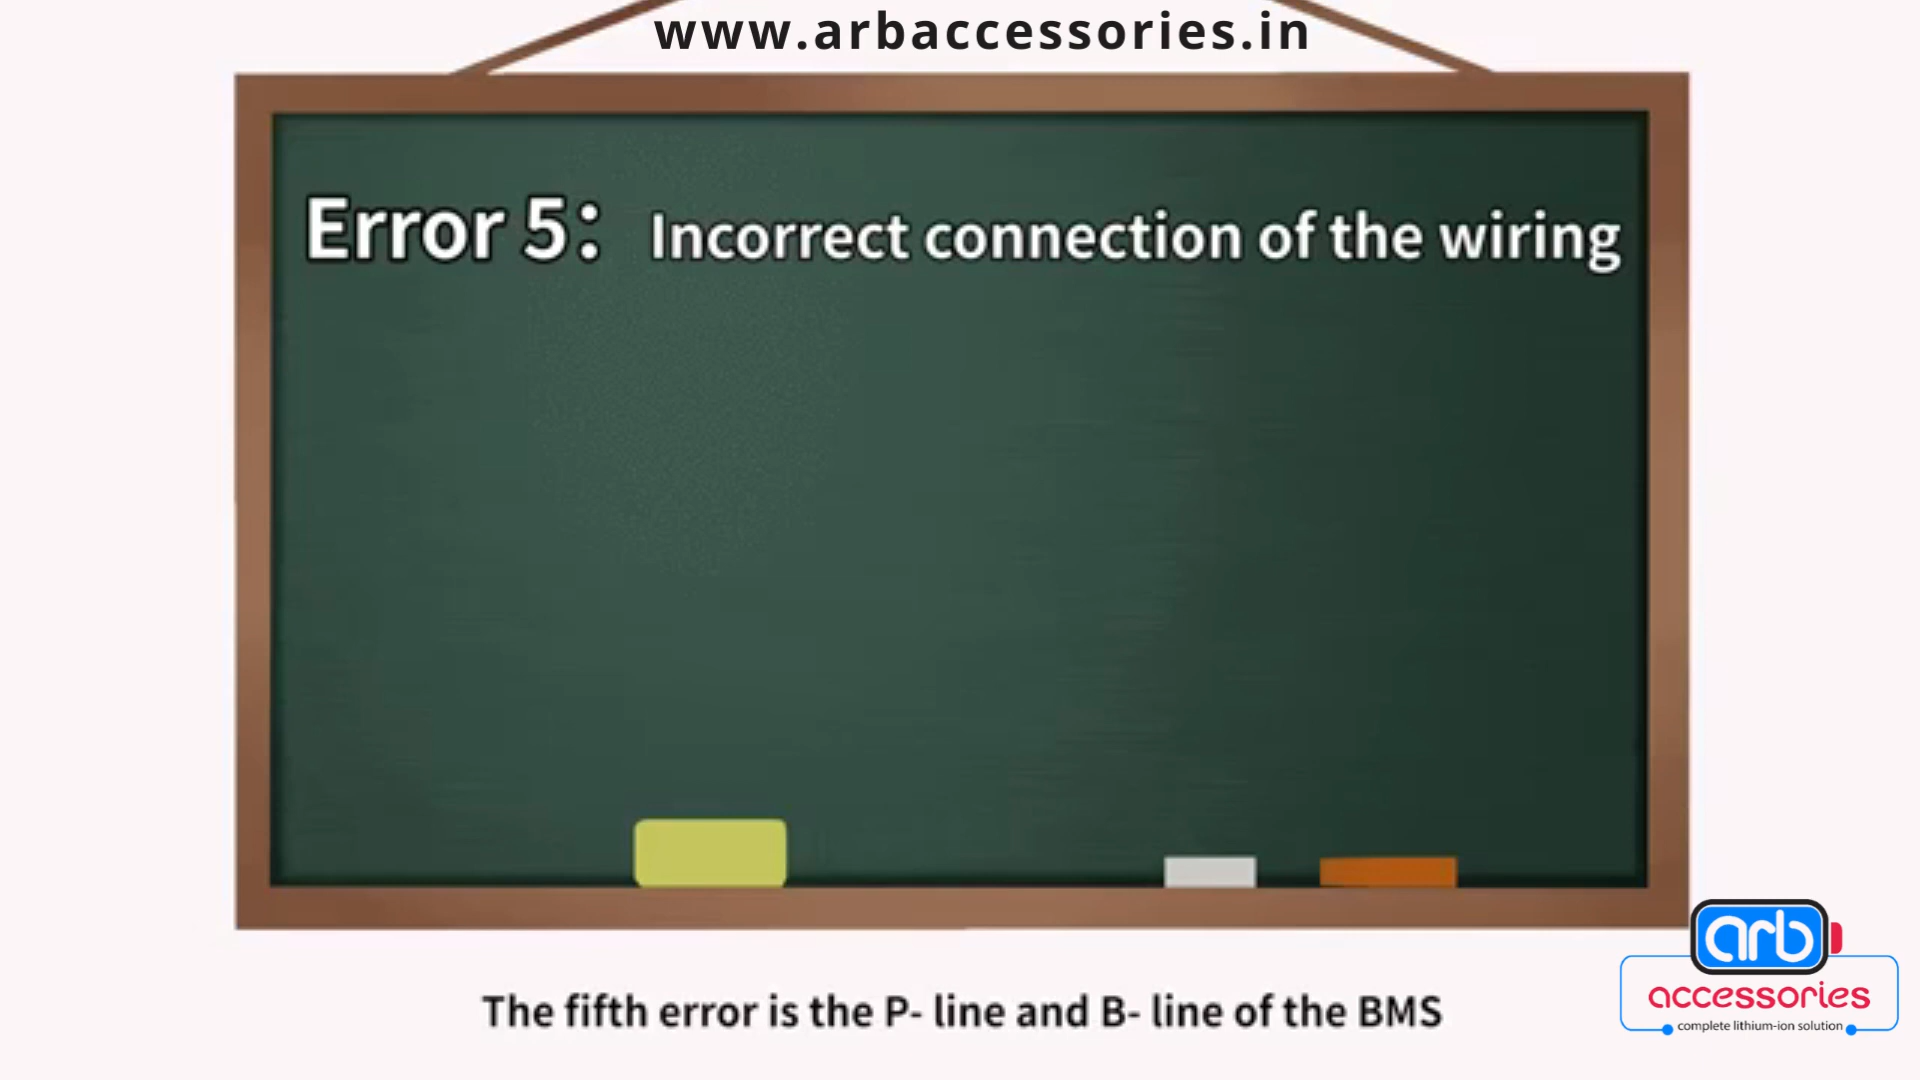 www.arbaccessories.in
Error 5: Incorrect connection of the wiring
arb
accessories
complete lithium-ion solution
The fifth error is the P- line and B- line of the BMS